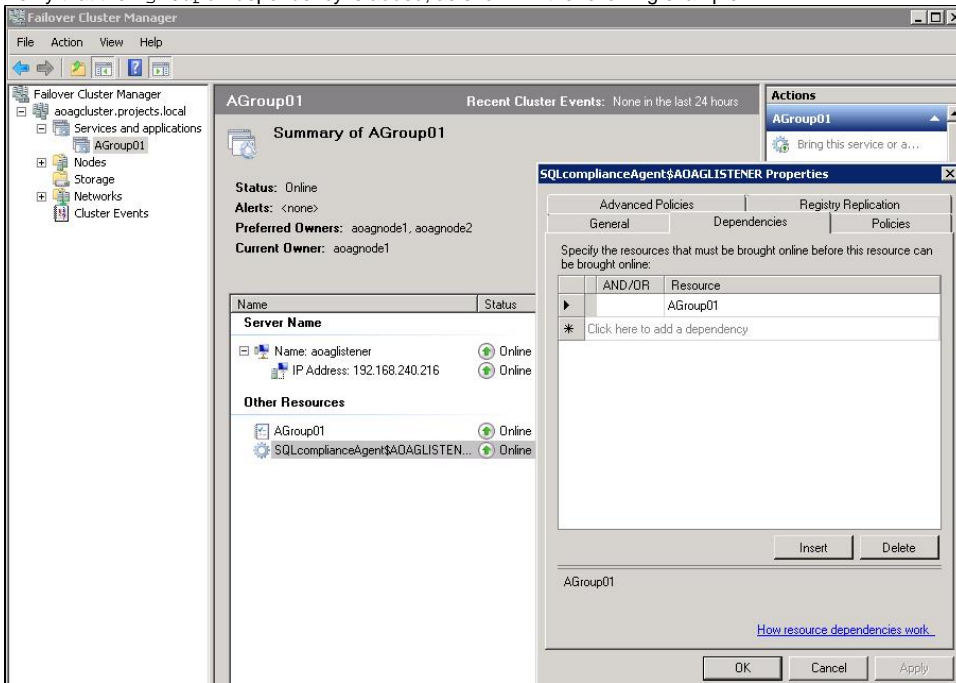 Failover Cluster Manager
File Action View Help
Failover Cluster Manager
aoagcluster.projects.local
Services and applications
AGroup01
Nodes
Storage
Networks
Cluster Events
AGroup01 Recent Cluster Events: None in the last 24 hours
Summary of AGroup01
Status: Online
Alerts: <none>
Preferred Owners: aoagnode1, aoagnode2
Current Owner: aoagnode1
Name Status
Server Name
Name: aoaglistener Online
IP Address: 192.168.240.216 Online
Other Resources
AGroup01 Online
SQLcomplianceAgent$AOAGLISTEN... Online
Actions
AGroup01
Bring this service or a...
SQLcomplianceAgent$AOAGLISTENER Properties
Advanced Policies Registry Replication
General Dependencies Policies
Specify the resources that must be brought online before this resource can
be brought online:
AND/OR Resource
AGroup01
Click here to add a dependency
Insert Delete
AGroup01
How resource dependencies work
OK Cancel Apply